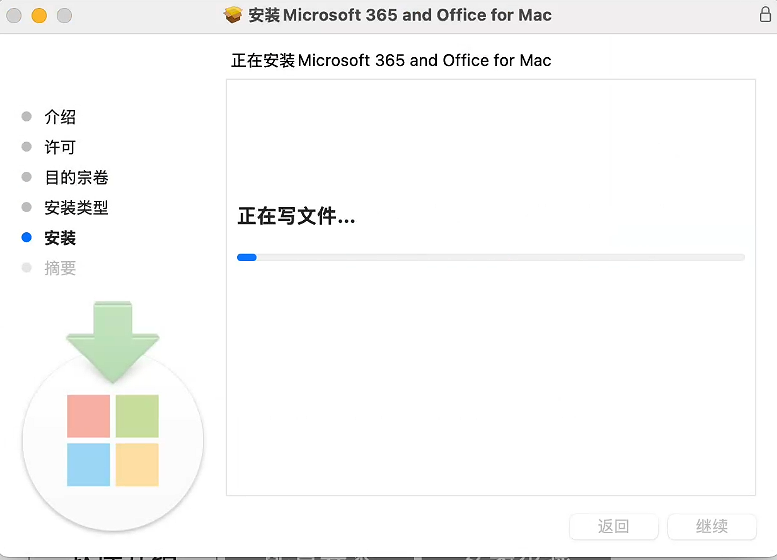 安装Microsoft 365 and Office for Mac
正在安装Microsoft 365 and Office for Mac
介绍
许可
目的宗卷
安装类型
安装
摘要
正在写文件...
返回
继续